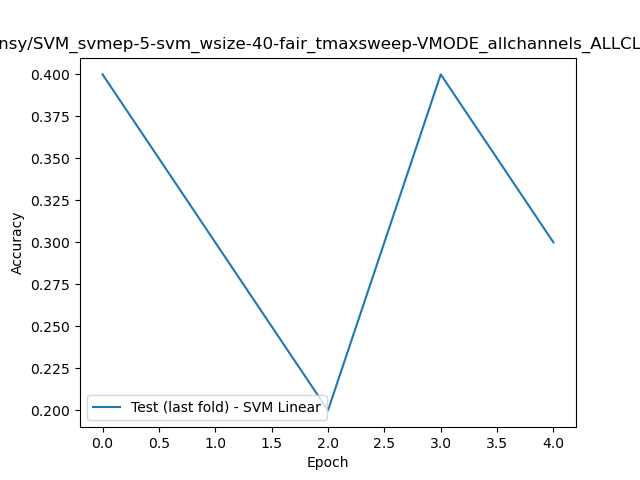 nsy/SVM_svmep-5-svm_wsize-40-fair_tmaxsweep-VMODE_allchannels_ALLCL
0.400
0.375
0.350
0.325
0.300
0.275
0.250
0.225
0.200
Accuracy
Test (last fold) - SVM Linear
0.0 0.5 1.0 1.5 2.0 2.5 3.0 3.5 4.0
Epoch